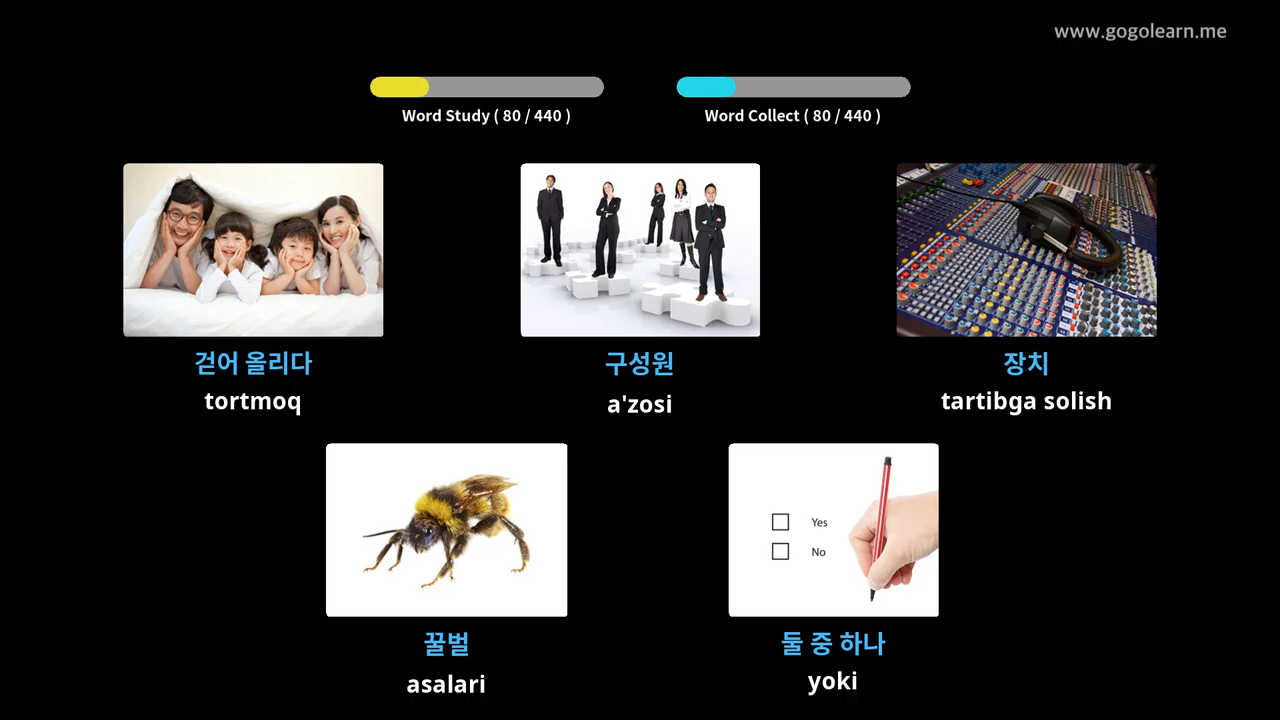 www.gogolearn.me
Word Study ( 80 / 440 )
Word Collect ( 80 / 440 )
걷어 올리다
구성원
장치
tortmoq
a'zosi
tartibga solish
Yes
No
꿀벌
둘 중 하나
asalari
yoki